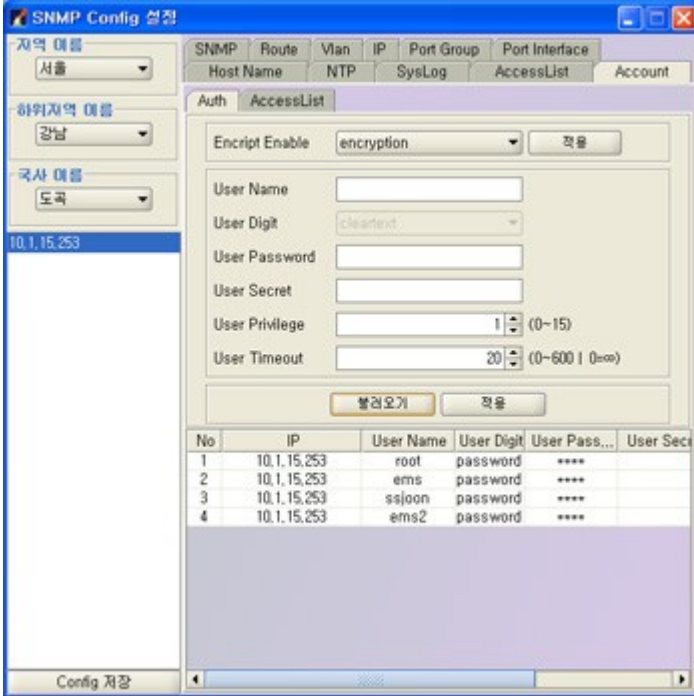 SNMP Config 설정
지역 이름
서울
하위지역 이름
강남
국사 이름
도곡
10,1,15,253
Config 저장
SNMP Route Vlan IP Port Group Port Interface
Host Name NTP SysLog AccessList Account
Auth AccessList
Encript Enable encryption 적용
User Name
User Digit cleartext
User Password
User Secret
User Privilege 1 (0~15)
User Timeout 20 (0~600 | 0=∞)
불러오기 적용
No IP User Name User Digit User Pass... User Secr
1 10,1,15,253 root password ****
2 10,1,15,253 ems password ****
3 10,1,15,253 ssjoon password ****
4 10,1,15,253 ems2 password ****